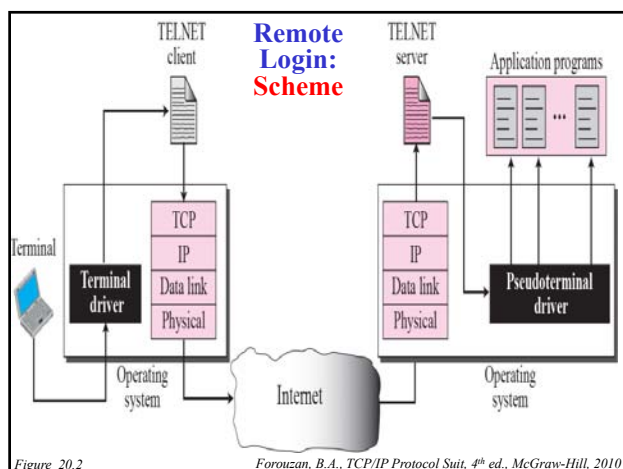 TELNET
client
Remote
Login:
Scheme
TELNET
server
Application programs
...
Terminal
Terminal
driver
TCP
IP
Data link
Physical
Operating
system
Internet
TCP
IP
Data link
Physical
Pseudoterminal
driver
Operating
system
Figure 20.2
Forouzan, B.A., TCP/IP Protocol Suit, 4th ed., McGraw-Hill, 2010